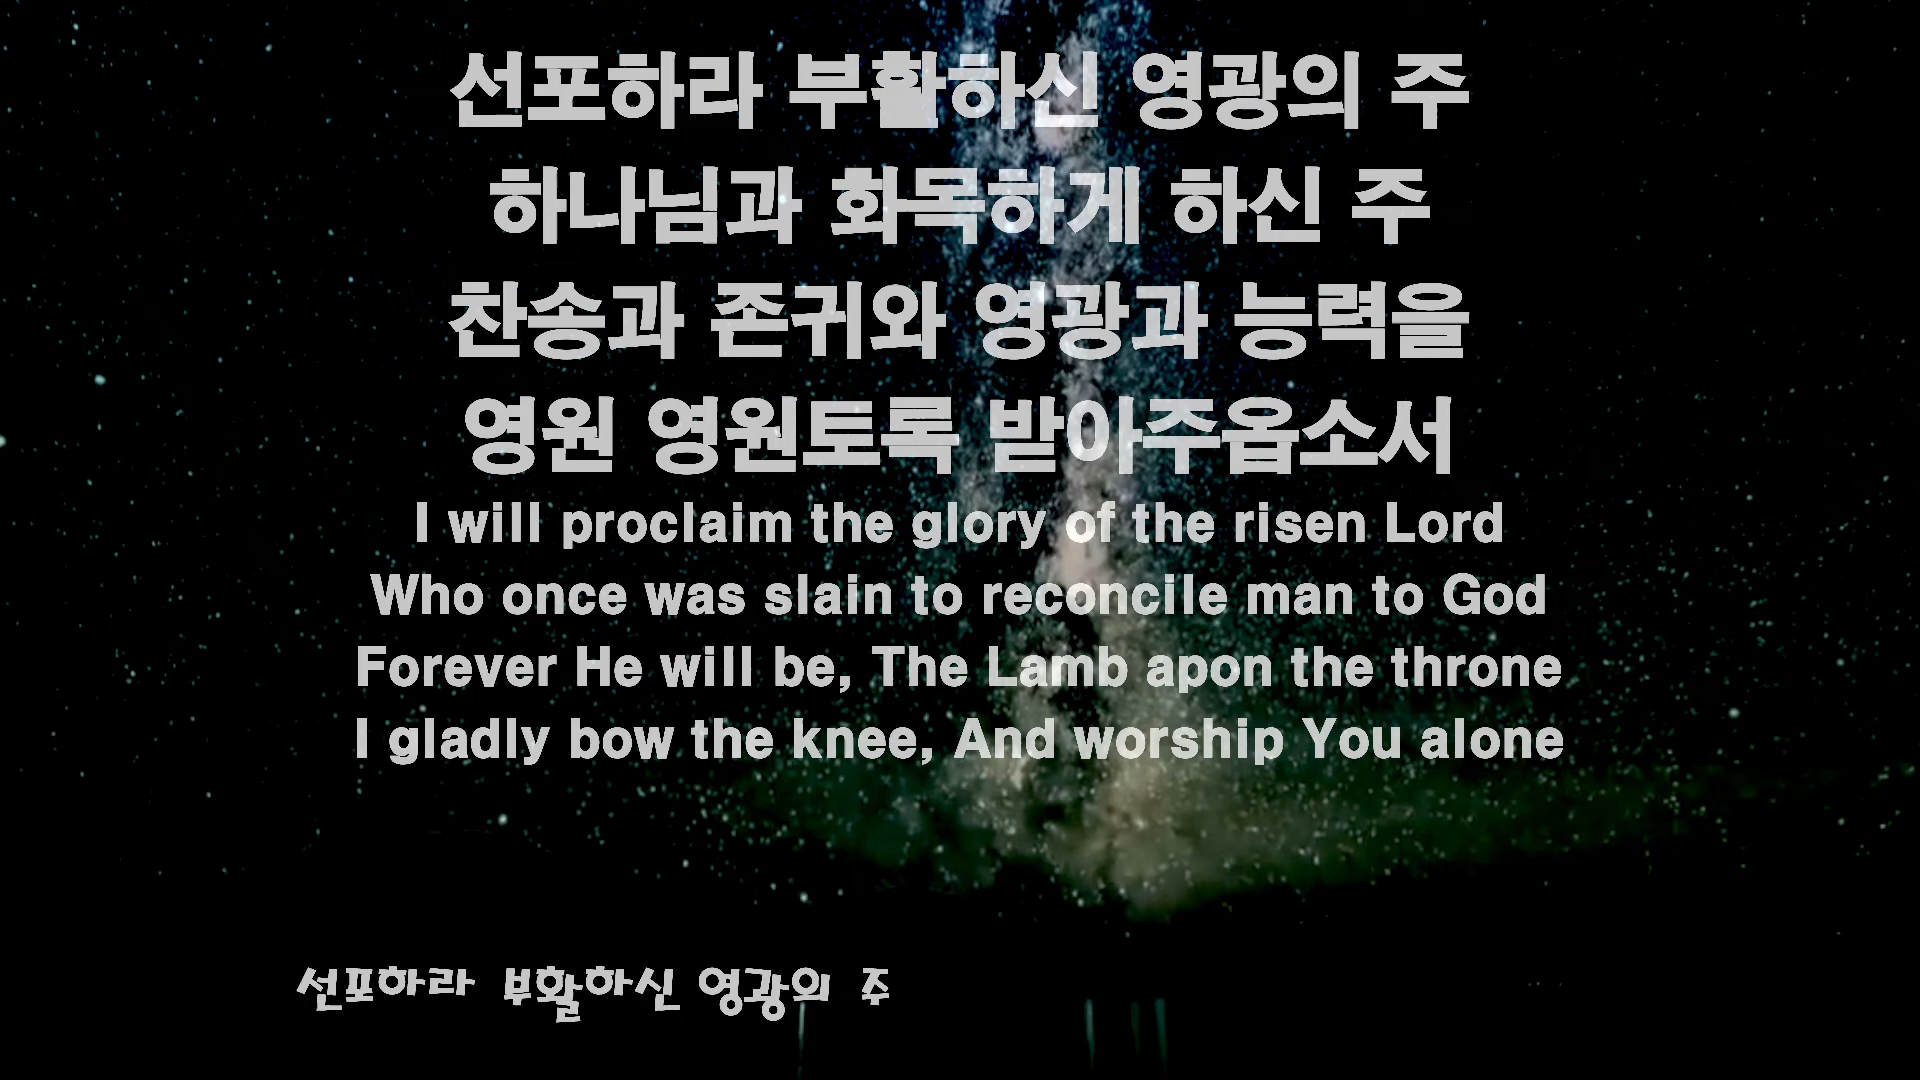 선포하라 부활하신 영광의 주
하나님과 화목하게 하신 주
찬송과 존귀와 영광과 능력을
영원 영원토록 받아주옵소서
I will proclaim the glory of the risen Lord
Who once was slain to reconcile man to God
Forever He will be, The Lamb apon the throne
I gladly bow the knee, And worship You alone
선포하라 부활하신 영광의 주